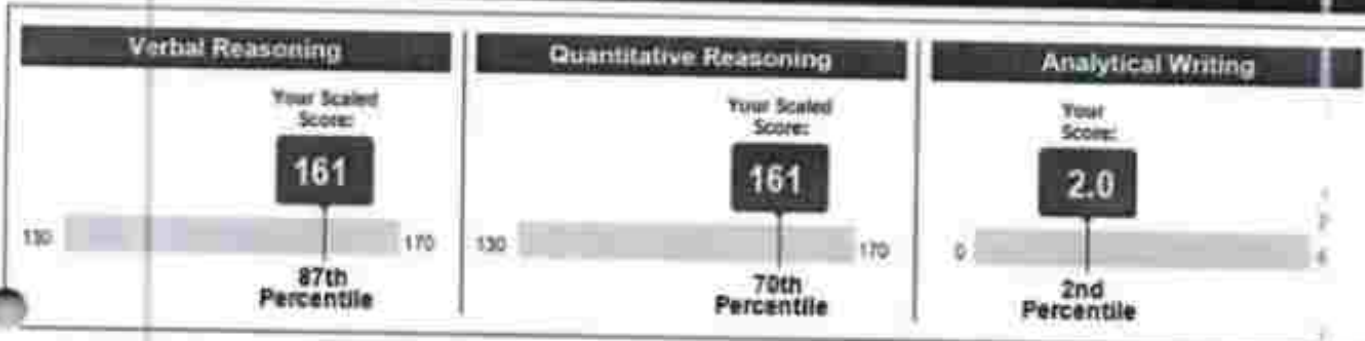 Verbal Reasoning
Your Scaled
Score:
161
130
170
87th
Percentile
Quantitative Reasoning
Your Scaled
Score:
161
130
170
70th
Percentile
Analytical Writing
Your
Score:
2.0
0
6
2nd
Percentile